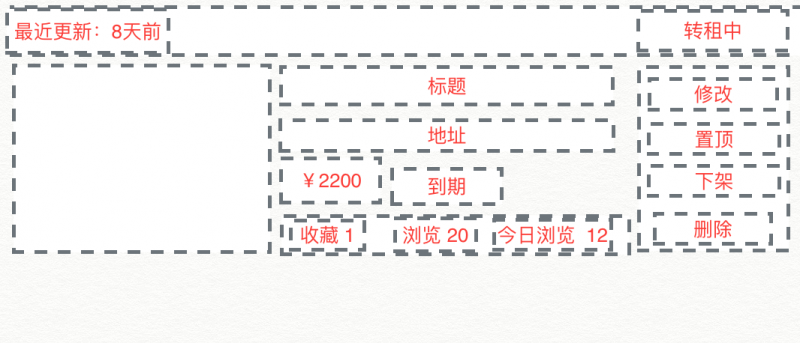 最近更新：8天前
转租中
标题
地址
￥2200
到期
收藏 1
浏览 20
今日浏览 12
修改
置顶
下架
删除